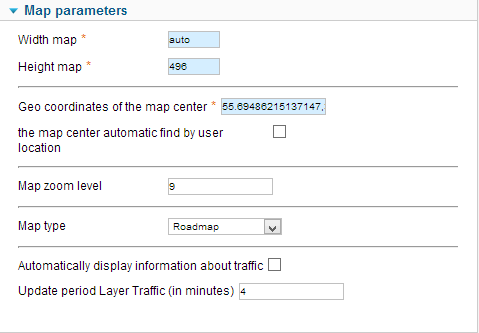 Map parameters
Width map * auto
Height map * 496
Geo coordinates of the map center * 55.69486215137147,
the map center automatic find by user
location
Map zoom level 9
Map type Roadmap
Automatically display information about traffic
Update period Layer Traffic (in minutes) 4